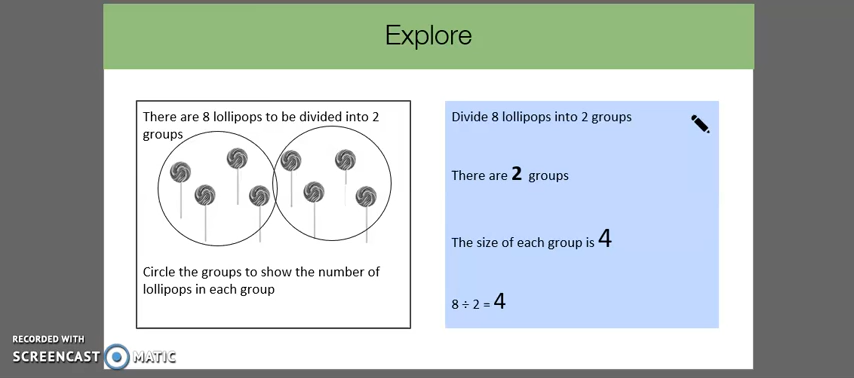 Explore
There are 8 lollipops to be divided into 2
groups
Circle the groups to show the number of
lollipops in each group
Divide 8 lollipops into 2 groups
There are 2 groups
The size of each group is 4
8 ÷ 2 = 4
RECORDED WITH
SCREENCAST MATIC